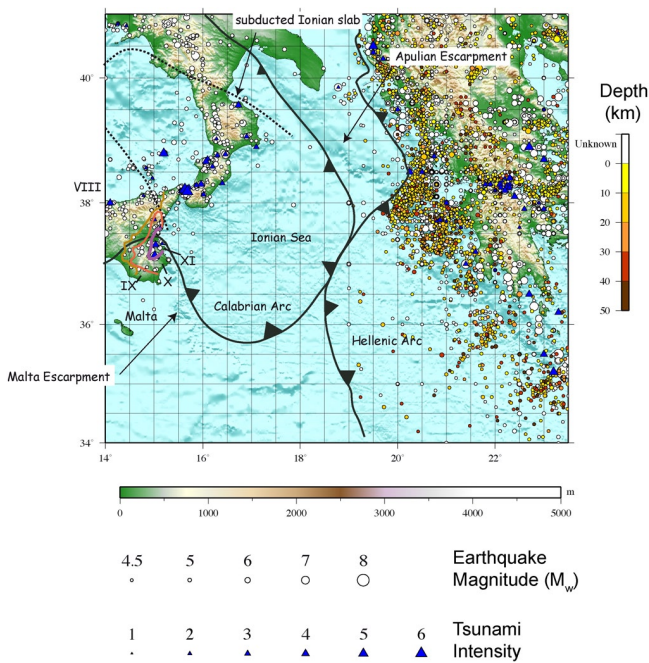 subducted Ionian slab
Apulian Escarpment
40°
38°
36°
34°
VIII
Ionian Sea
XI
IX
X
Malta
Calabrian Arc
Hellenic Arc
Malta Escarpment
14°
16°
18°
20°
22°
Depth
(km)
Unknown
0
10
20
30
40
50
m
0
1000
2000
3000
4000
5000
4.5
5
6
7
8
Earthquake
Magnitude (Mw)
1
2
3
4
5
6
Tsunami
Intensity